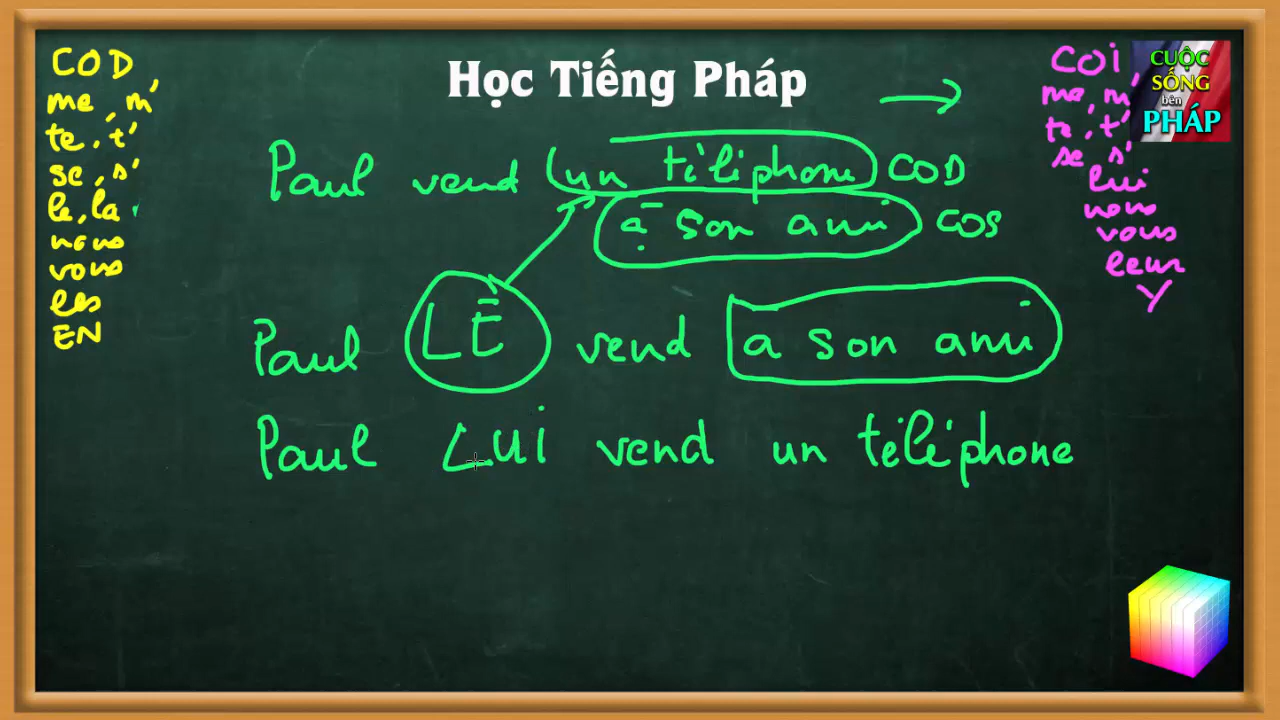 Học Tiếng Pháp
CUỘC
SỐNG
bên
PHÁP
COD
me, m'
te, t'
se, s'
le, la
nous
vous
les
EN
COI
me, m'
te, t'
se, s'
lui
nous
vous
leur
Y
Paul vend un téléphone COD
à son ami COS
Paul LE vend à son ami
Paul LUI vend un téléphone